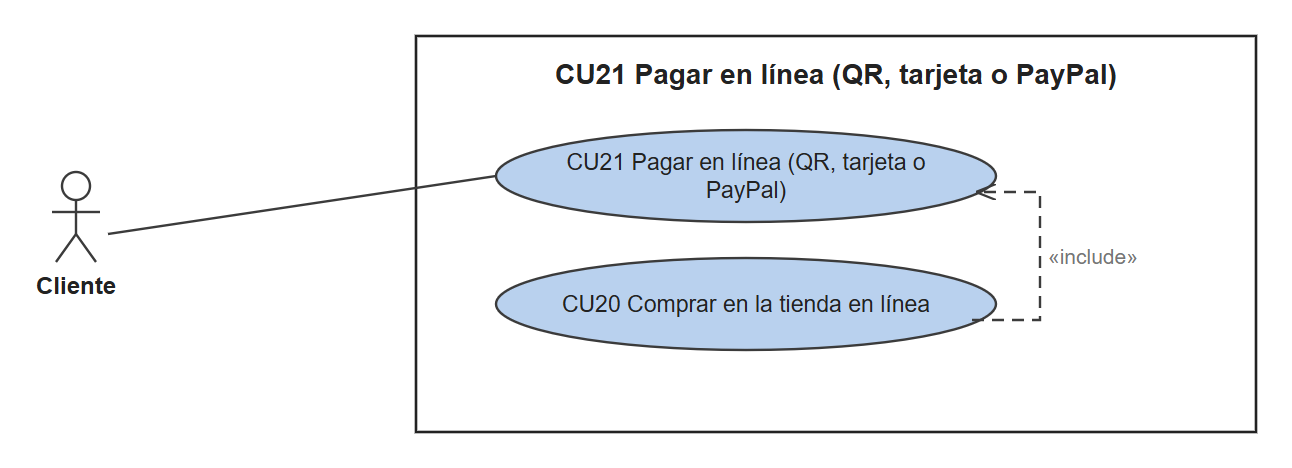 CU21 Pagar en línea (QR, tarjeta o PayPal)
CU21 Pagar en línea (QR, tarjeta o
PayPal)
«include»
Cliente
CU20 Comprar en la tienda en línea